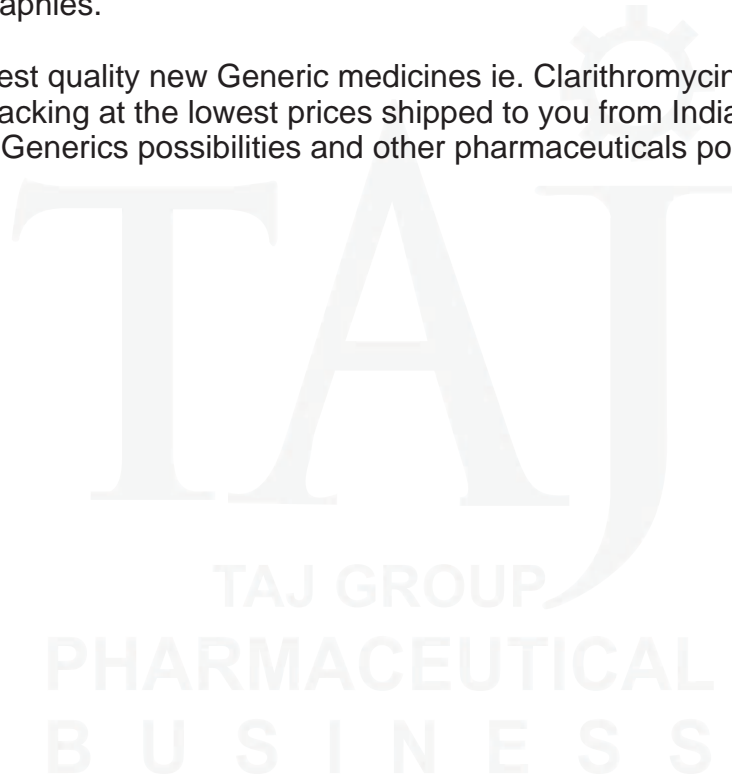 aphies.
est quality new Generic medicines ie. Clarithromycin
acking at the lowest prices shipped to you from India
Generics possibilities and other pharmaceuticals po
TAJ
TAJ GROUP
PHARMACEUTICAL
BUSINESS